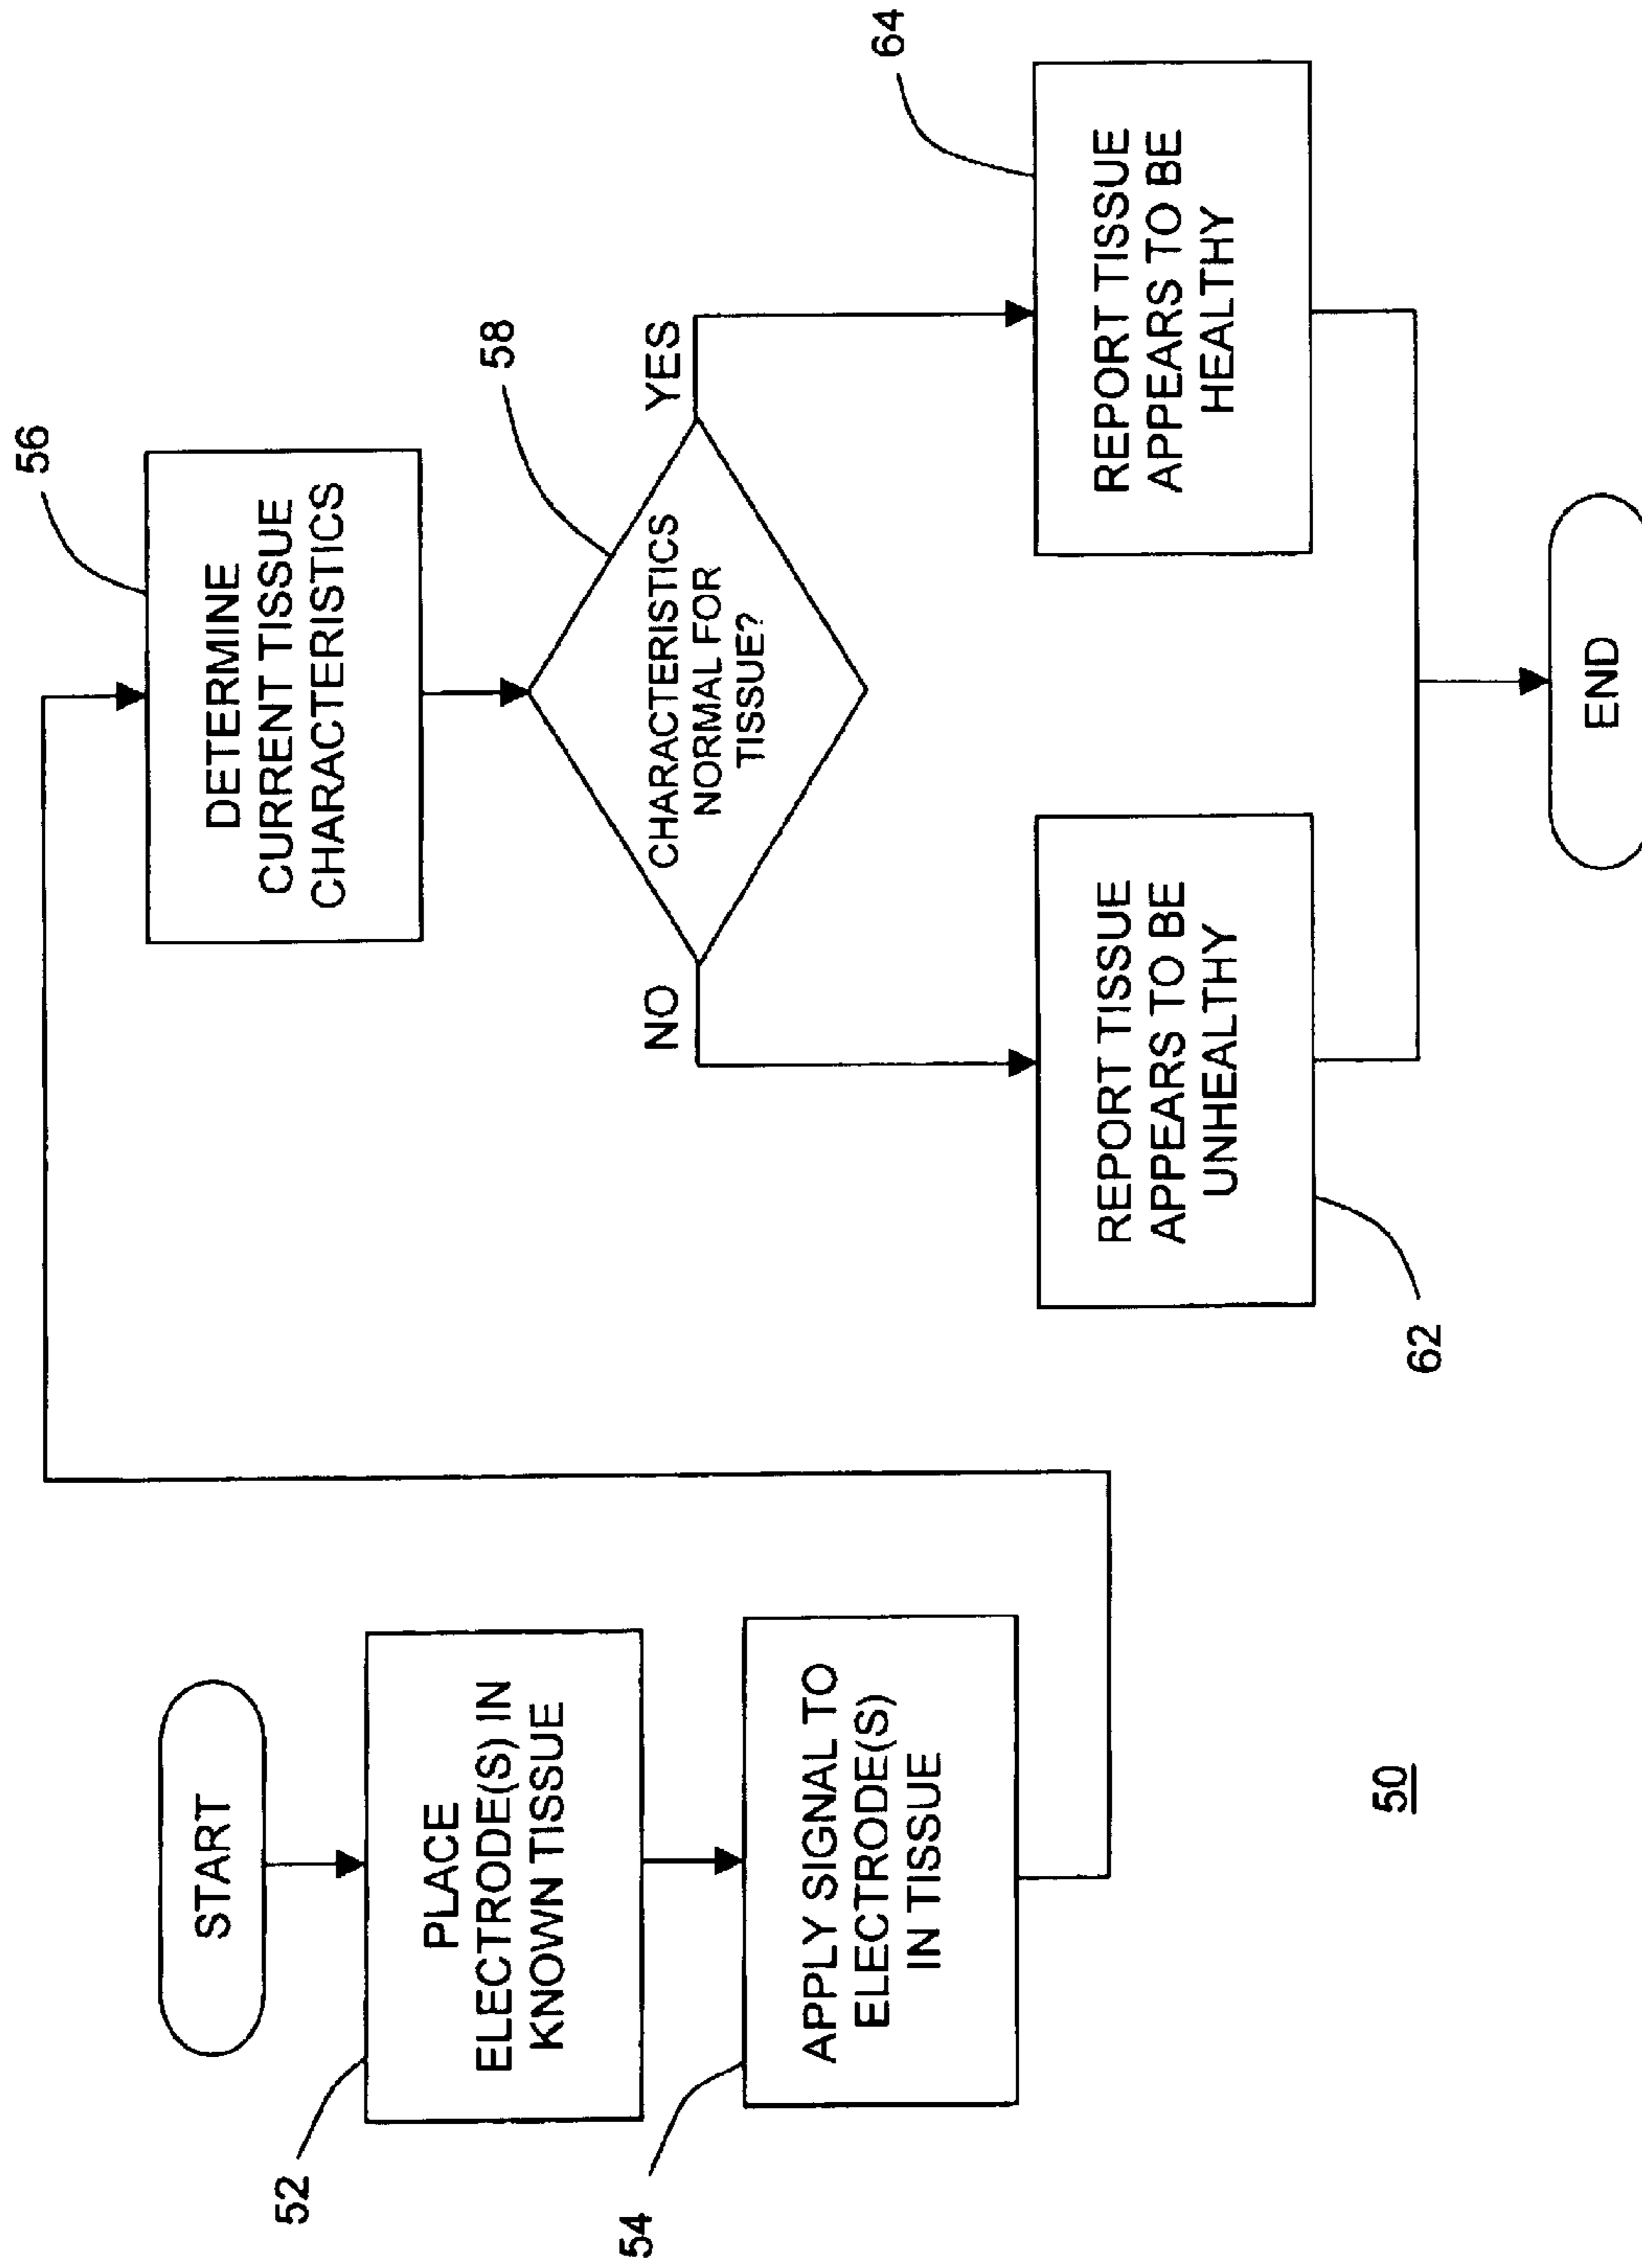 START
52
PLACE
ELECTRODE(S) IN
KNOWN TISSUE
54
APPLY SIGNAL TO
ELECTRODE(S)
IN TISSUE
50
56
DETERMINE
CURRENT TISSUE
CHARACTERISTICS
58
CHARACTERISTICS
NORMAL FOR
TISSUE?
NO
YES
62
REPORT TISSUE
APPEARS TO BE
UNHEALTHY
64
REPORT TISSUE
APPEARS TO BE
HEALTHY
END